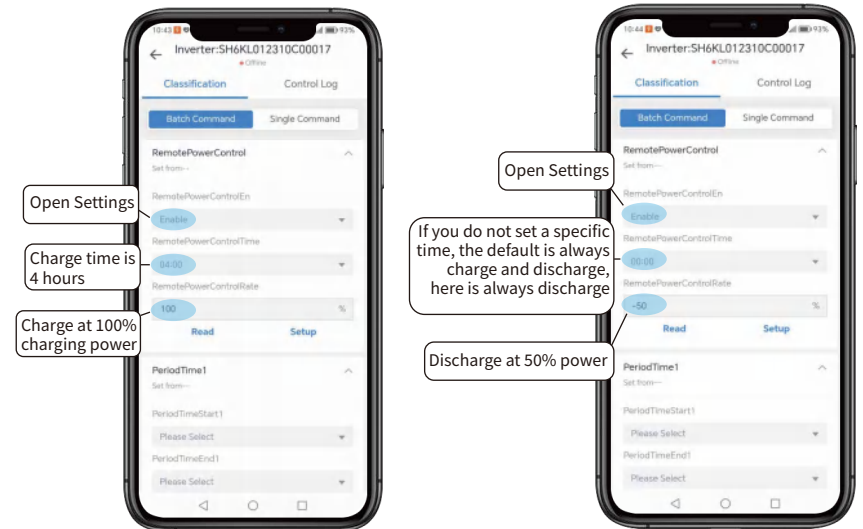 10:43
93%
Inverter:SH6KL012310C00017
Offline
Classification Control Log
Batch Command Single Command
RemotePowerControl
Set from--
RemotePowerControlEn
Open Settings
Enable
RemotePowerControlTime
Charge time is
4 hours
04:00
RemotePowerControlRate
100 %
Charge at 100%
charging power
Read Setup
PeriodTime1
Set from--
PeriodTimeStart1
Please Select
PeriodTimeEnd1
Please Select
10:44
93%
Inverter:SH6KL012310C00017
Offline
Classification Control Log
Batch Command Single Command
RemotePowerControl
Set from--
Open Settings
RemotePowerControlEn
Enable
If you do not set a specific
time, the default is always
charge and discharge,
here is always discharge
RemotePowerControlTime
00:00
RemotePowerControlRate
-50 %
Read Setup
Discharge at 50% power
PeriodTime1
Set from--
PeriodTimeStart1
Please Select
PeriodTimeEnd1
Please Select